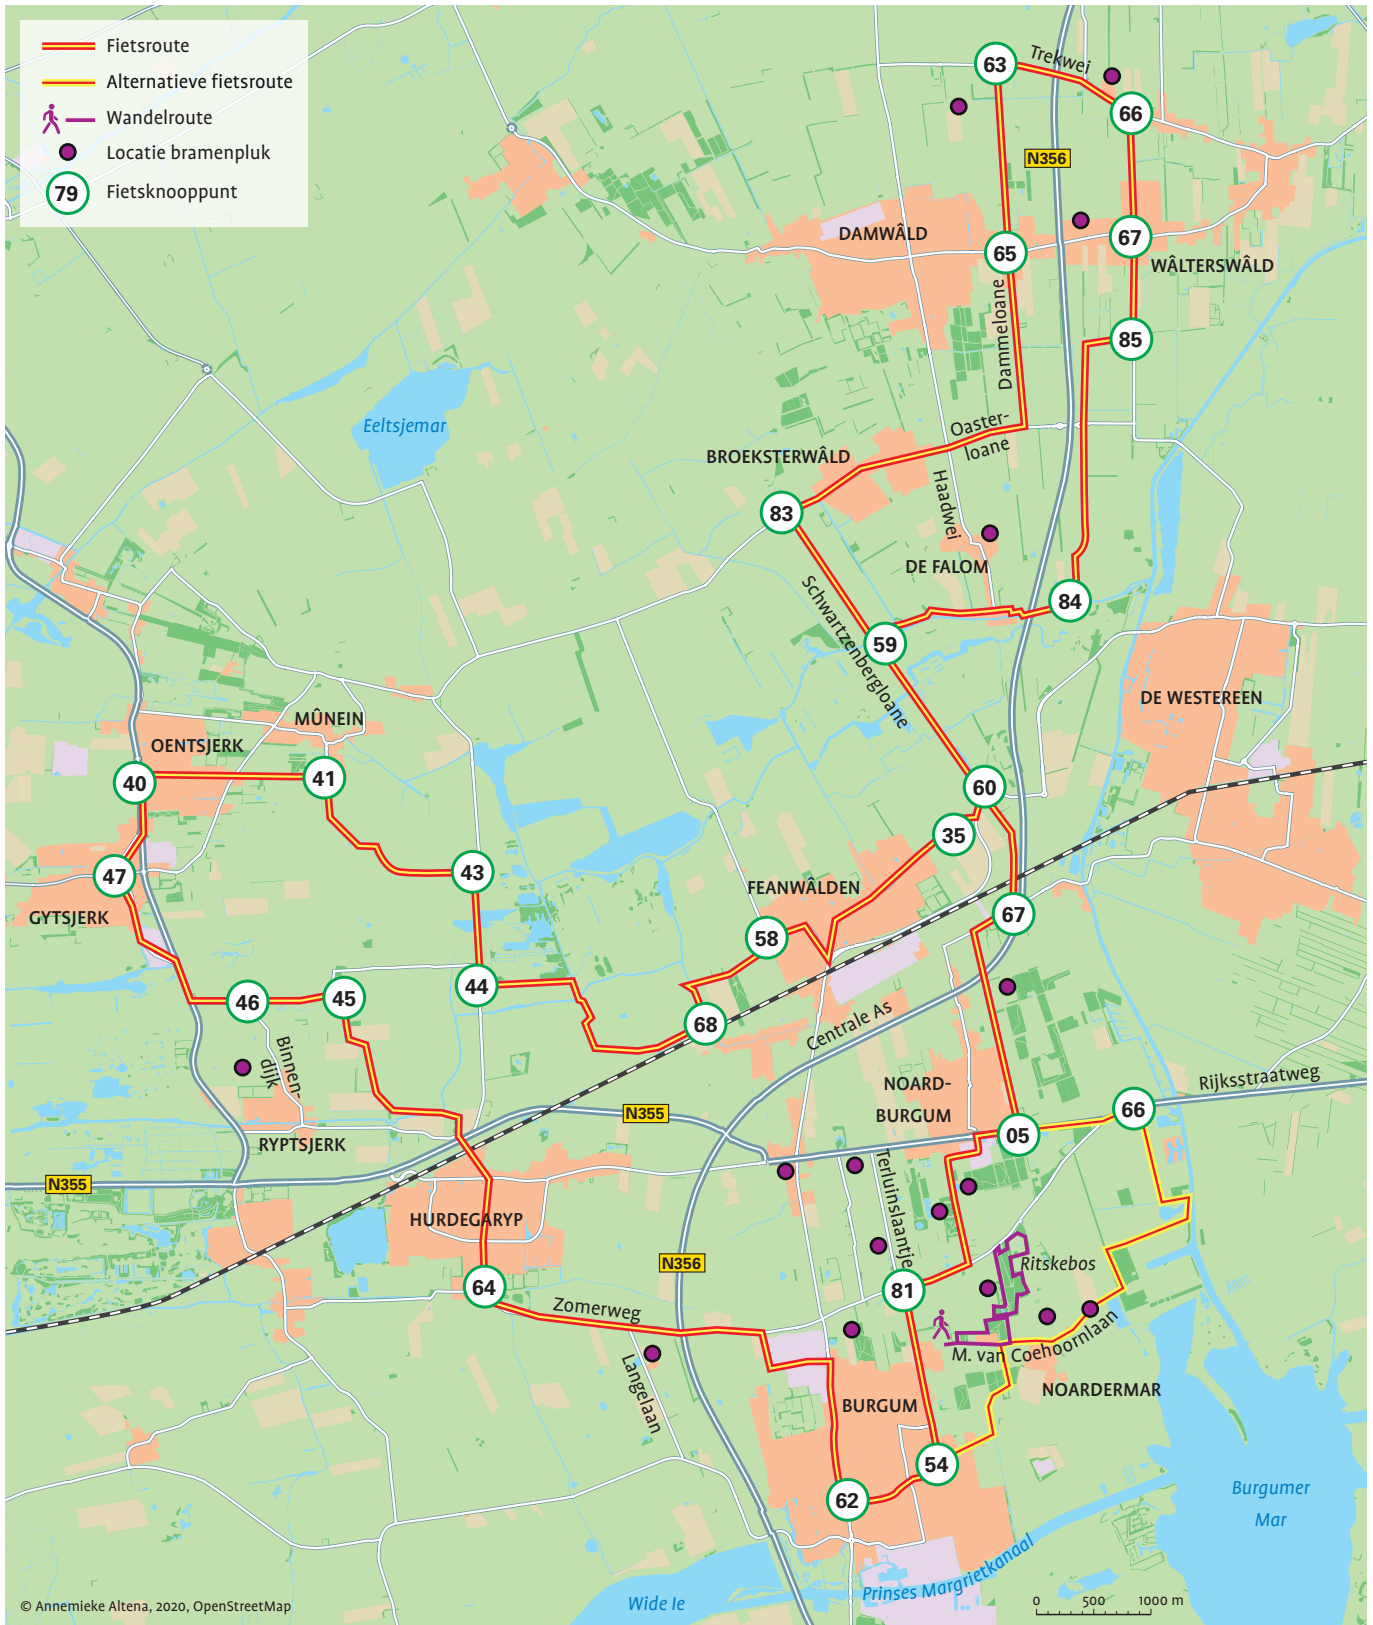 Fietsroute
Alternatieve fietsroute
Wandelroute
Locatie bramenpluk
79
Fietsknooppunt
63
Trekwei
66
N356
DAMWÂLD
67
65
WÂLTERSWÂLD
Dammeloane
85
Eeltsjemar
Oaster-
loane
BROEKSTERWÂLD
Haadwei
83
DE FALOM
84
Schwartzenbergloane
59
DE WESTEREEN
MÛNEIN
OENTSJERK
40
41
60
35
47
43
FEANWÂLDEN
GYTSJERK
67
58
44
46
45
68
Centrale As
Binnen-
dijk
NOARD-
BURGUM
Rijksstraatweg
66
N355
05
RYPTSJERK
N355
Terluinslaantje
HURDEGARYP
N356
Ritskebos
64
81
Zomerweg
M. van Coehoornlaan
Langelaan
NOARDERMAR
BURGUM
54
62
Burgumer
Mar
Prinses Margrietkanaal
Wide Ie
© Annemieke Altena, 2020, OpenStreetMap
0 500 1000 m